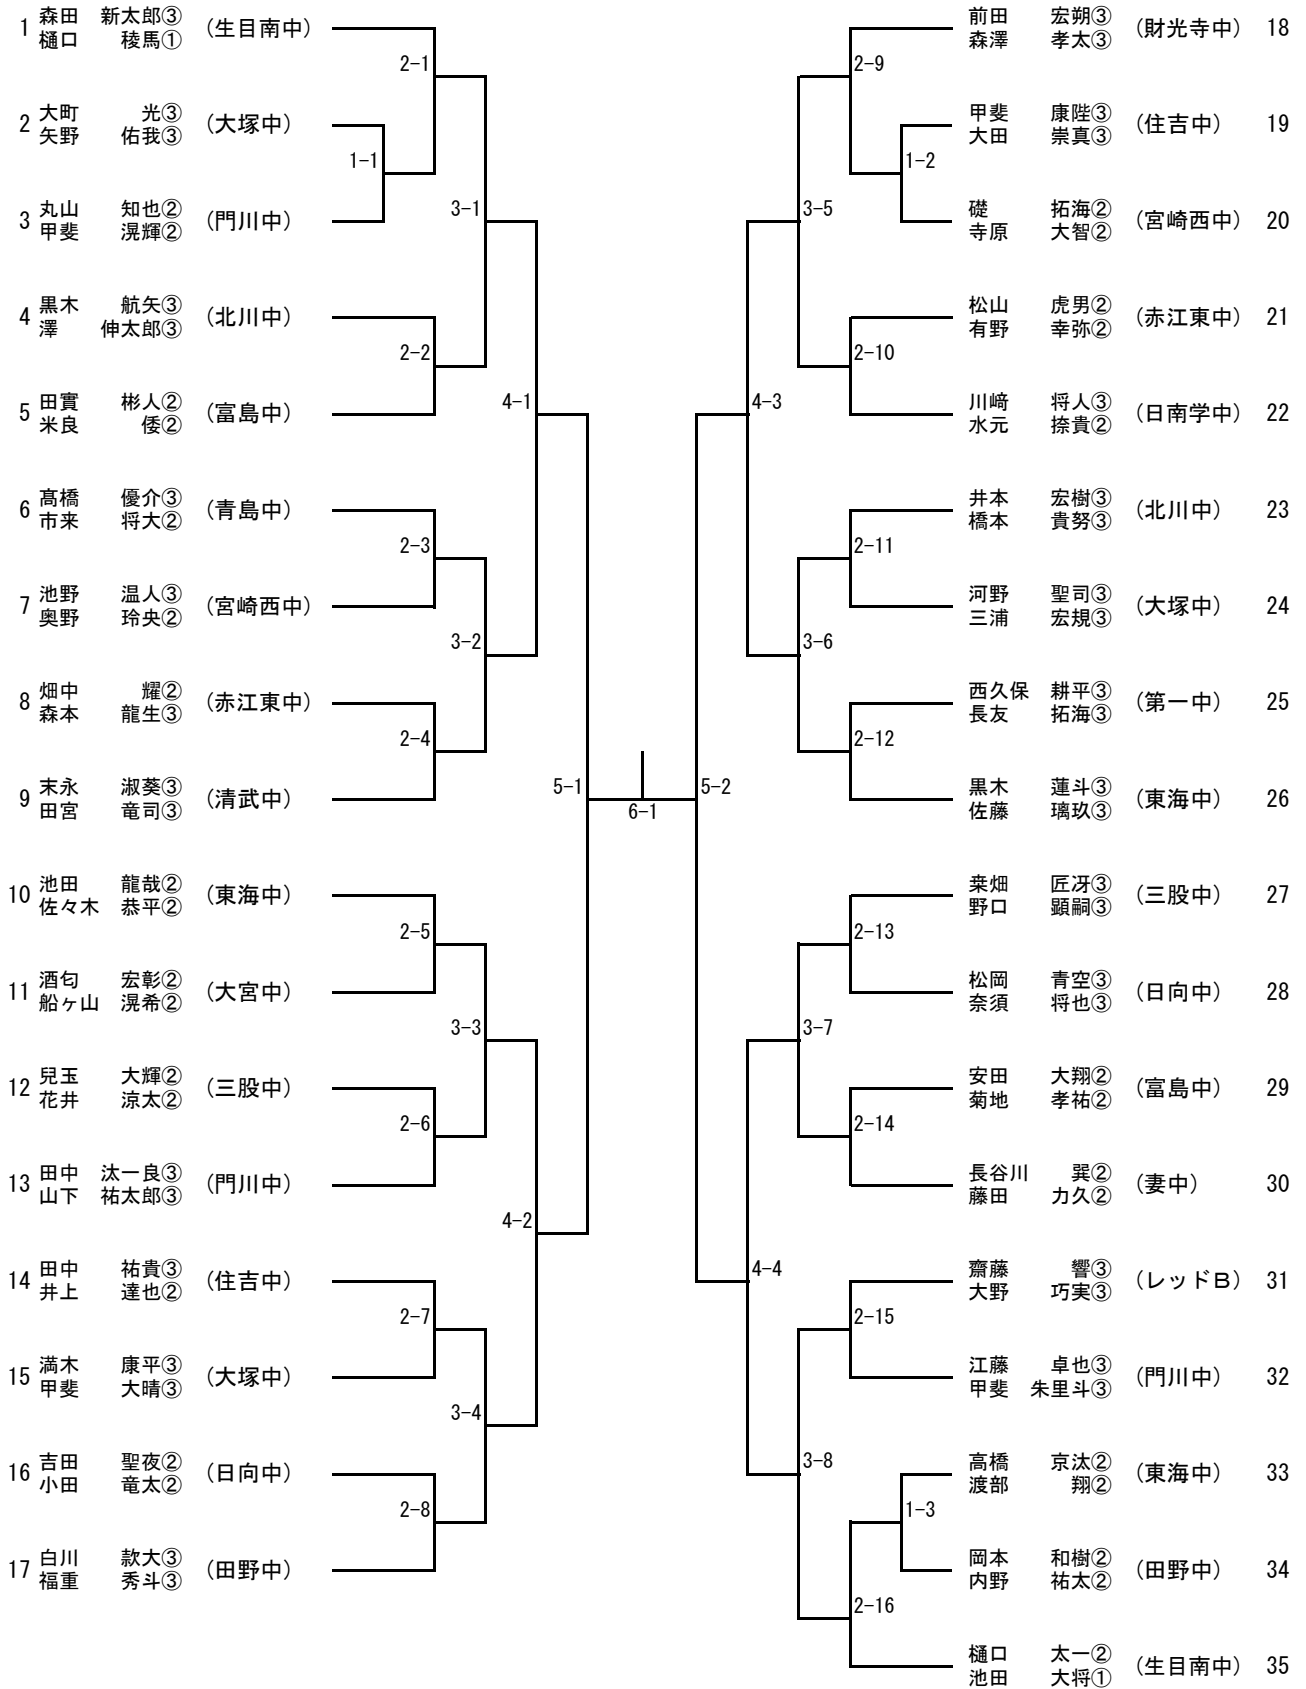 1 森田 新太郎③ (生目南中)
樋口 稜馬①
2-1
2 大町 光③ (大塚中)
矢野 佑我③
1-1
3 丸山 知也② (門川中)
甲斐 滉輝②
3-1
4 黒木 航矢③ (北川中)
澤 伸太郎③
2-2
5 田實 彬人② (富島中)
米良 倭②
4-1
6 髙橋 優介③ (青島中)
市来 将大②
2-3
7 池野 温人③ (宮崎西中)
奥野 玲央②
3-2
8 畑中 耀② (赤江東中)
森本 龍生③
2-4
9 末永 淑葵③ (清武中)
田宮 竜司③
5-1
6-1
10 池田 龍哉② (東海中)
佐々木 恭平②
2-5
11 酒匂 宏彰② (大宮中)
船ヶ山 滉希②
3-3
12 兒玉 大輝② (三股中)
花井 涼太②
2-6
13 田中 汰一良③ (門川中)
山下 祐太郎③
4-2
14 田中 祐貴③ (住吉中)
井上 達也②
2-7
15 満木 康平③ (大塚中)
甲斐 大晴③
3-4
16 吉田 聖夜② (日向中)
小田 竜太②
2-8
17 白川 款大③ (田野中)
福重 秀斗③
前田 宏朔③ (財光寺中) 18
森澤 孝太③
2-9
甲斐 康陛③ (住吉中) 19
大田 崇真③
1-2
礎 拓海② (宮崎西中) 20
寺原 大智②
3-5
松山 虎男② (赤江東中) 21
有野 幸弥②
2-10
川﨑 将人③ (日南学中) 22
水元 捺貴②
4-3
井本 宏樹③ (北川中) 23
橋本 貴努③
2-11
河野 聖司③ (大塚中) 24
三浦 宏規③
3-6
西久保 耕平③ (第一中) 25
長友 拓海③
2-12
黒木 蓮斗③ (東海中) 26
佐藤 璃玖③
5-2
桒畑 匠冴③ (三股中) 27
野口 顕嗣③
2-13
松岡 青空③ (日向中) 28
奈須 将也③
3-7
安田 大翔② (富島中) 29
菊地 孝祐②
2-14
長谷川 巽② (妻中) 30
藤田 力久②
4-4
齋藤 響③ (レッドB) 31
大野 巧実③
2-15
江藤 卓也③ (門川中) 32
甲斐 朱里斗③
3-8
高橋 京汰② (東海中) 33
渡部 翔②
1-3
岡本 和樹② (田野中) 34
内野 祐太②
2-16
樋口 太一② (生目南中) 35
池田 大将①